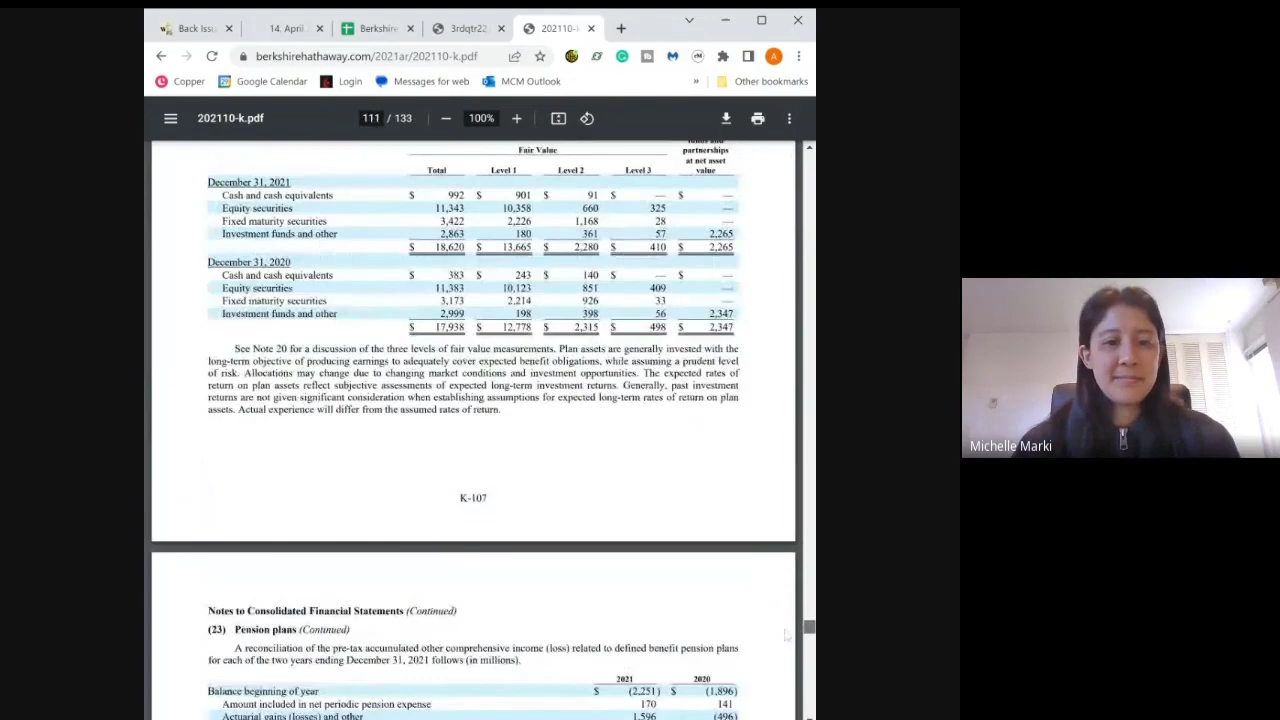 Back Issu
14. April
Berkshire
3rdqtr22
202110-k
berkshirehathaway.com/2021ar/202110-k.pdf
A
Copper
Google Calendar
Login
Messages for web
MCM Outlook
»
Other bookmarks
202110-k.pdf
111 / 133
100%
Fair Value
partnerships
at net asset
Total Level 1 Level 2 Level 3 value
December 31, 2021
Cash and cash equivalents $ 992 $ 901 $ 91 $ — $ —
Equity securities 11,343 10,358 660 325 —
Fixed maturity securities 3,422 2,226 1,168 28 —
Investment funds and other 2,863 180 361 57 2,265
$ 18,620 $ 13,665 $ 2,280 $ 410 $ 2,265
December 31, 2020
Cash and cash equivalents $ 383 $ 243 $ 140 $ — $ —
Equity securities 11,383 10,123 851 409 —
Fixed maturity securities 3,173 2,214 926 33 —
Investment funds and other 2,999 198 398 56 2,347
$ 17,938 $ 12,778 $ 2,315 $ 498 $ 2,347
See Note 20 for a discussion of the three levels of fair value measurements. Plan assets are generally invested with the
long-term objective of producing earnings to adequately cover expected benefit obligations, while assuming a prudent level
of risk. Allocations may change due to changing market conditions and investment opportunities. The expected rates of
return on plan assets reflect subjective assessments of expected long-term investment returns. Generally, past investment
returns are not given significant consideration when establishing assumptions for expected long-term rates of return on plan
assets. Actual experience will differ from the assumed rates of return.
K-107
Notes to Consolidated Financial Statements (Continued)
(23) Pension plans (Continued)
A reconciliation of the pre-tax accumulated other comprehensive income (loss) related to defined benefit pension plans
for each of the two years ending December 31, 2021 follows (in millions).
2021 2020
Balance beginning of year $ (2,251) $ (1,896)
Amount included in net periodic pension expense 170 141
Actuarial gains (losses) and other 1,596 (496)
Michelle Marki